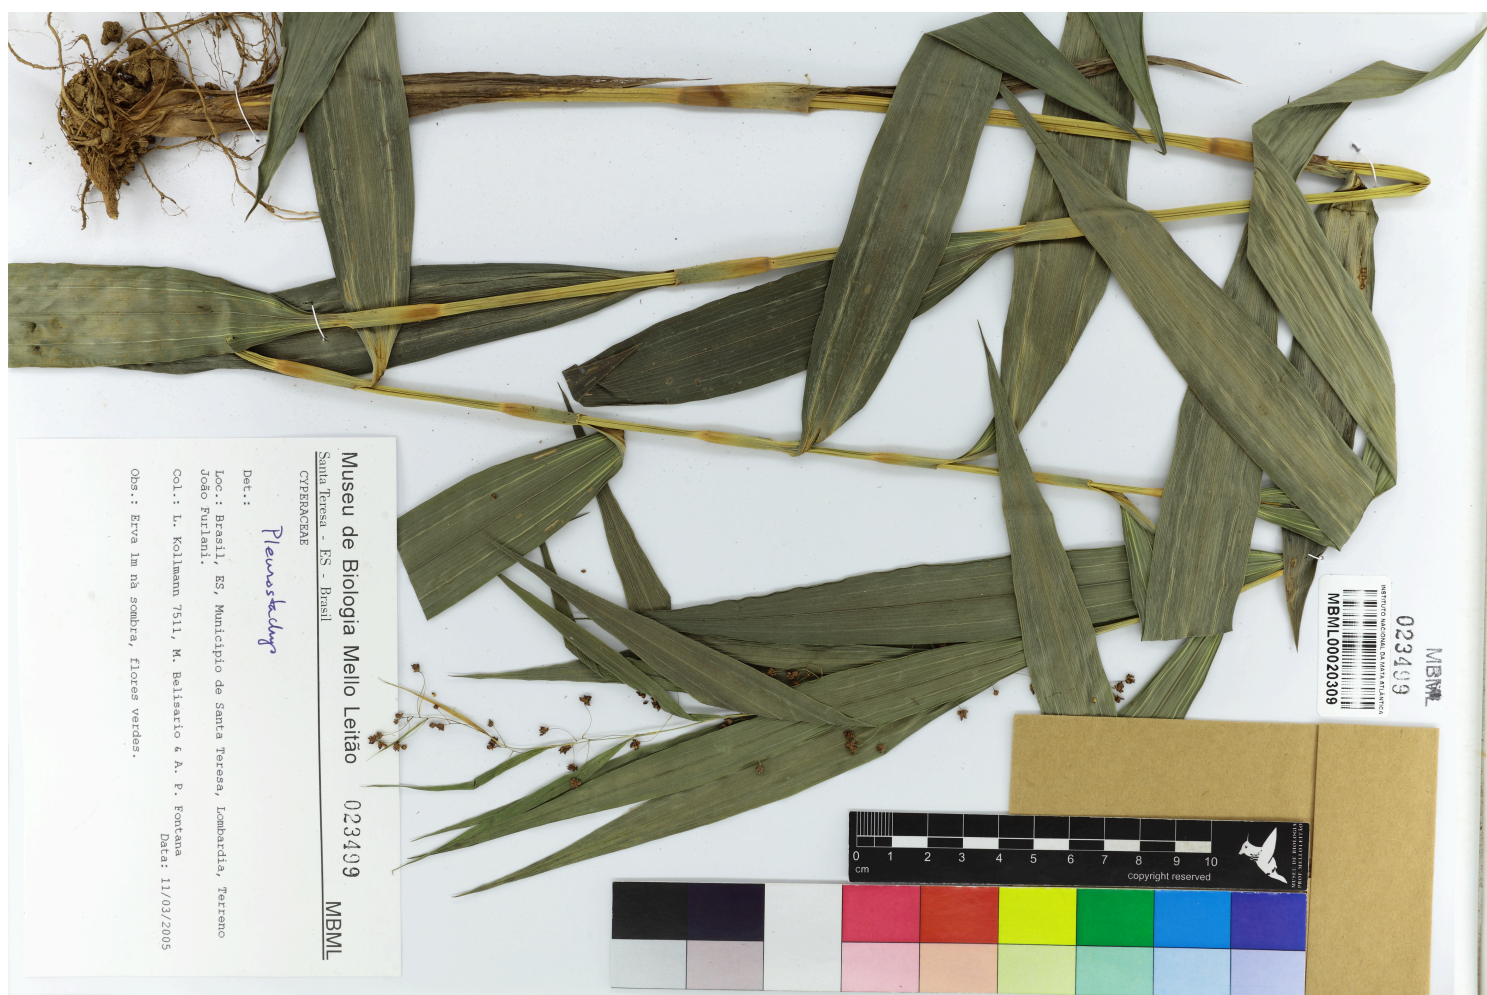 Museu de Biologia Mello Leitão 023499 MBML
Santa Teresa - ES - Brasil
CYPERACEAE
Pleurostachys
Det.:
Loc.: Brasil, ES, Municipio de Santa Teresa, Lombardia, Terreno
João Furlani.
Col.: L. Kollmann 7511, M. Belisario & A. P. Fontana
Data: 11/03/2005
Obs.: Erva 1m na sombra, flores verdes.
MBML
023499
INSTITUTO NACIONAL DA MATA ATLÂNTICA
MBML00020309
0 1 2 3 4 5 6 7 8 9 10
cm
copyright reserved